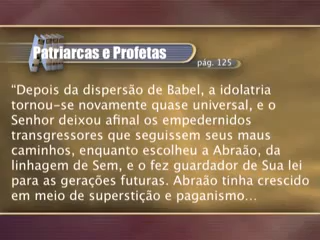 Patriarcas e Profetas
pág. 125
“Depois da dispersão de Babel, a idolatria
tornou-se novamente quase universal, e o
Senhor deixou afinal os empedernidos
transgressores que seguissem seus maus
caminhos, enquanto escolheu a Abraão, da
linhagem de Sem, e o fez guardador de Sua lei
para as gerações futuras. Abraão tinha crescido
em meio de superstição e paganismo…